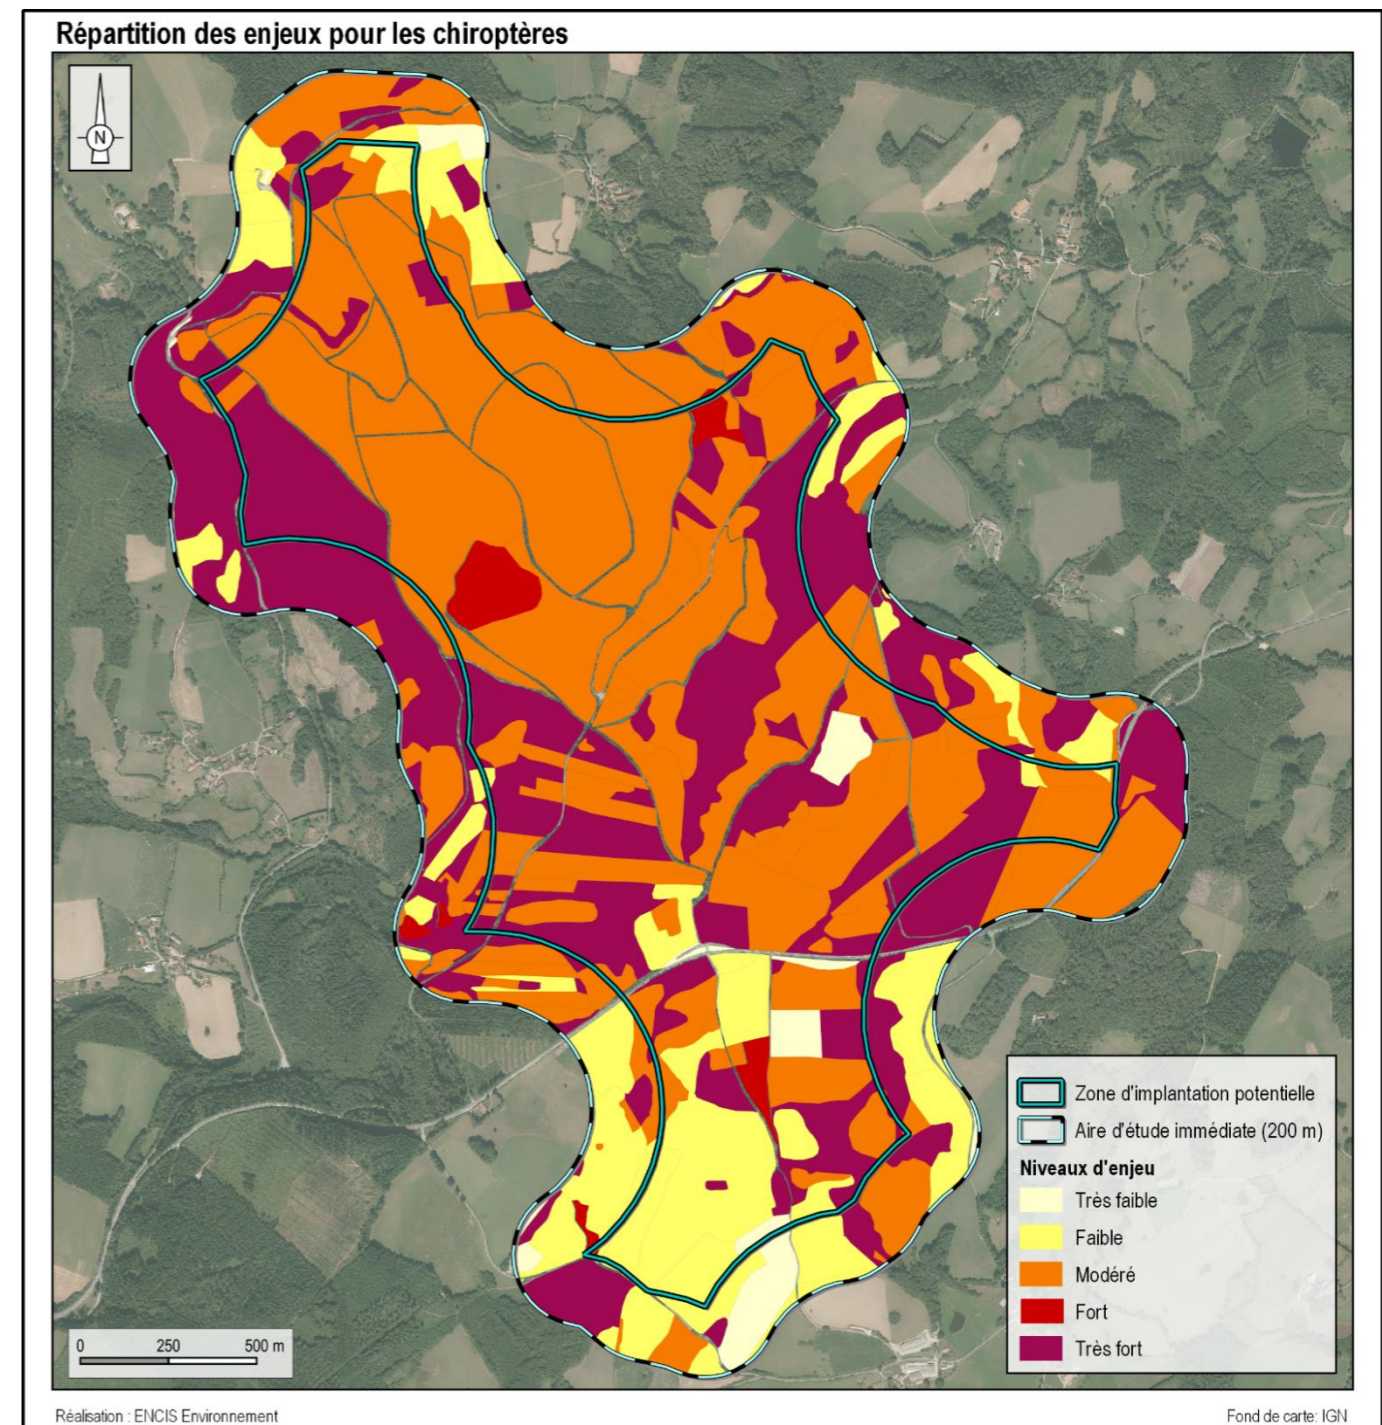 Répartition des enjeux pour les chiroptères
N
Zone d'implantation potentielle
Aire d'étude immédiate (200 m)
Niveaux d'enjeu
Très faible
Faible
Modéré
Fort
Très fort
0 250 500 m
Réalisation : ENCIS Environnement
Fond de carte: IGN